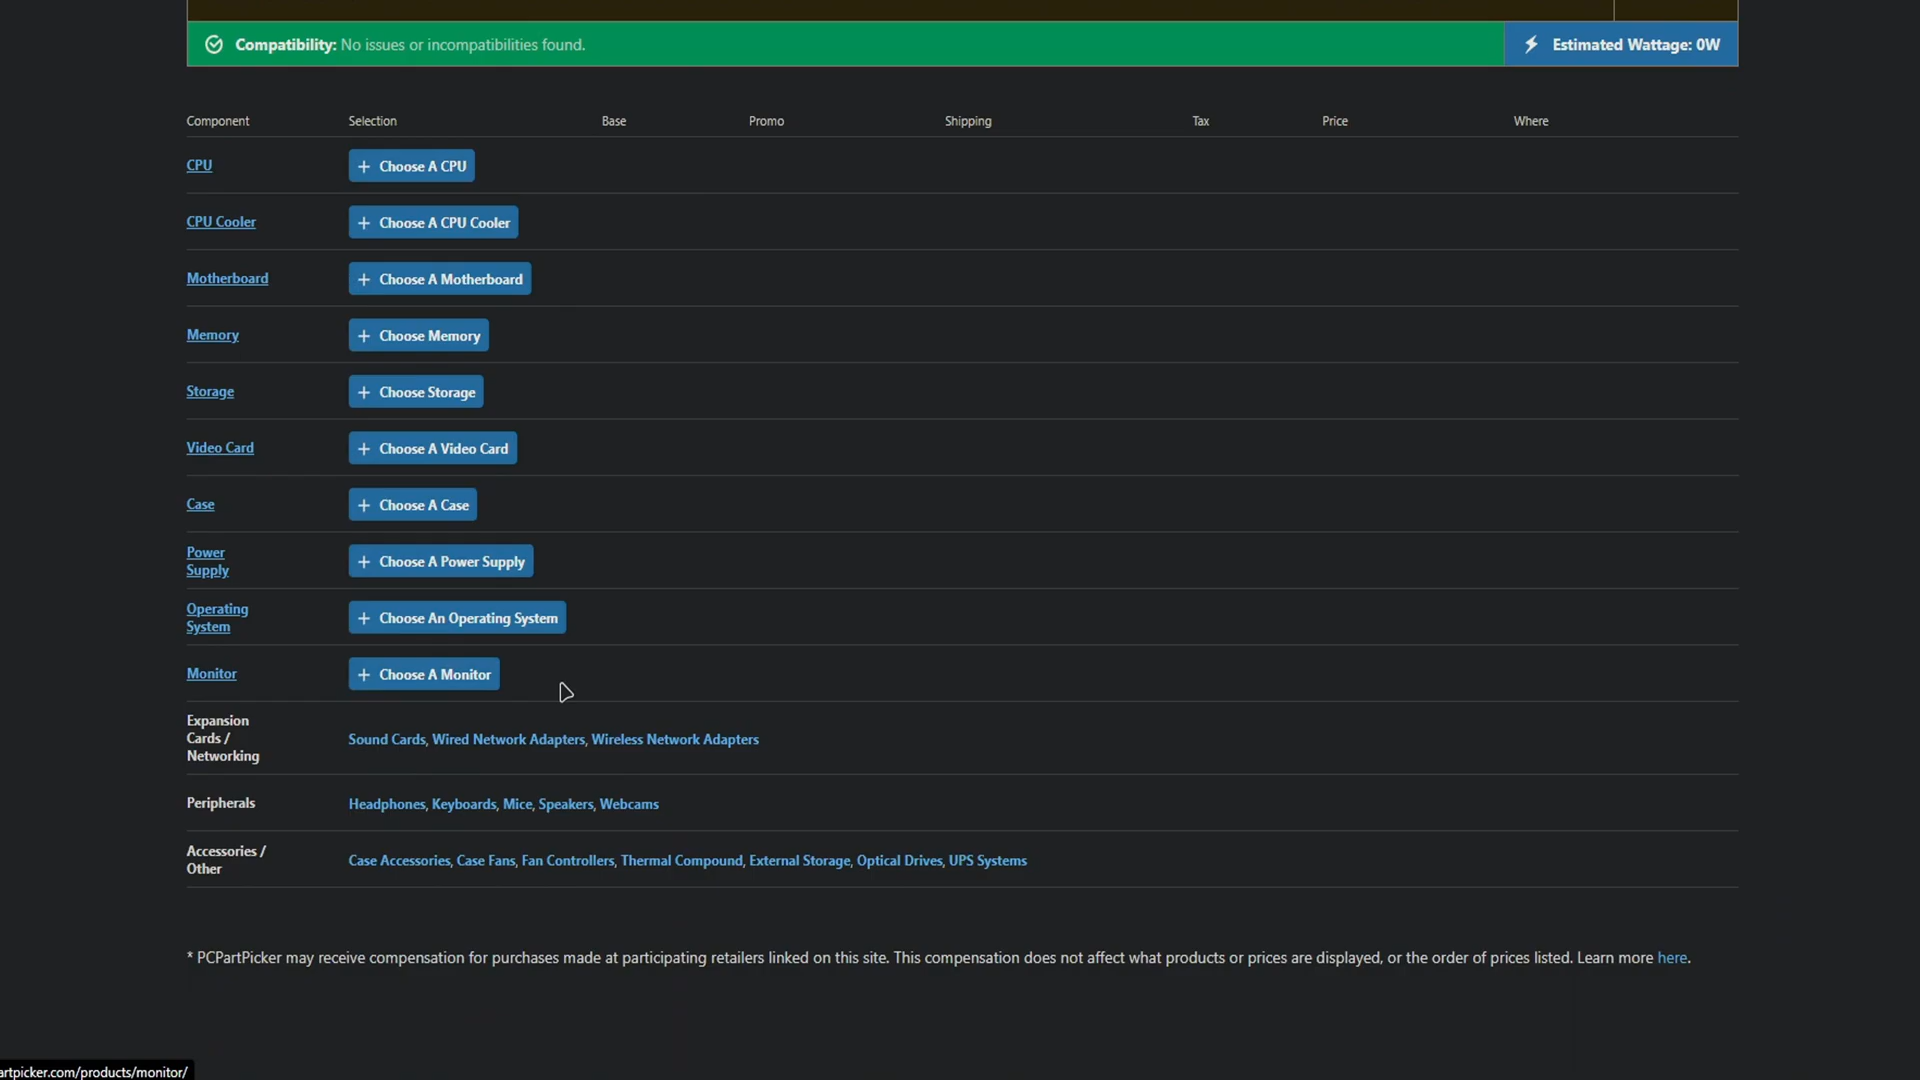 Compatibility: No issues or incompatibilities found.
Estimated Wattage: 0W
Component Selection Base Promo Shipping Tax Price Where
CPU
+ Choose A CPU
CPU Cooler
+ Choose A CPU Cooler
Motherboard
+ Choose A Motherboard
Memory
+ Choose Memory
Storage
+ Choose Storage
Video Card
+ Choose A Video Card
Case
+ Choose A Case
Power
Supply
+ Choose A Power Supply
Operating
System
+ Choose An Operating System
Monitor
+ Choose A Monitor
Expansion
Cards /
Networking
Sound Cards, Wired Network Adapters, Wireless Network Adapters
Peripherals
Headphones, Keyboards, Mice, Speakers, Webcams
Accessories /
Other
Case Accessories, Case Fans, Fan Controllers, Thermal Compound, External Storage, Optical Drives, UPS Systems
* PCPartPicker may receive compensation for purchases made at participating retailers linked on this site. This compensation does not affect what products or prices are displayed, or the order of prices listed. Learn more here.
artpicker.com/products/monitor/